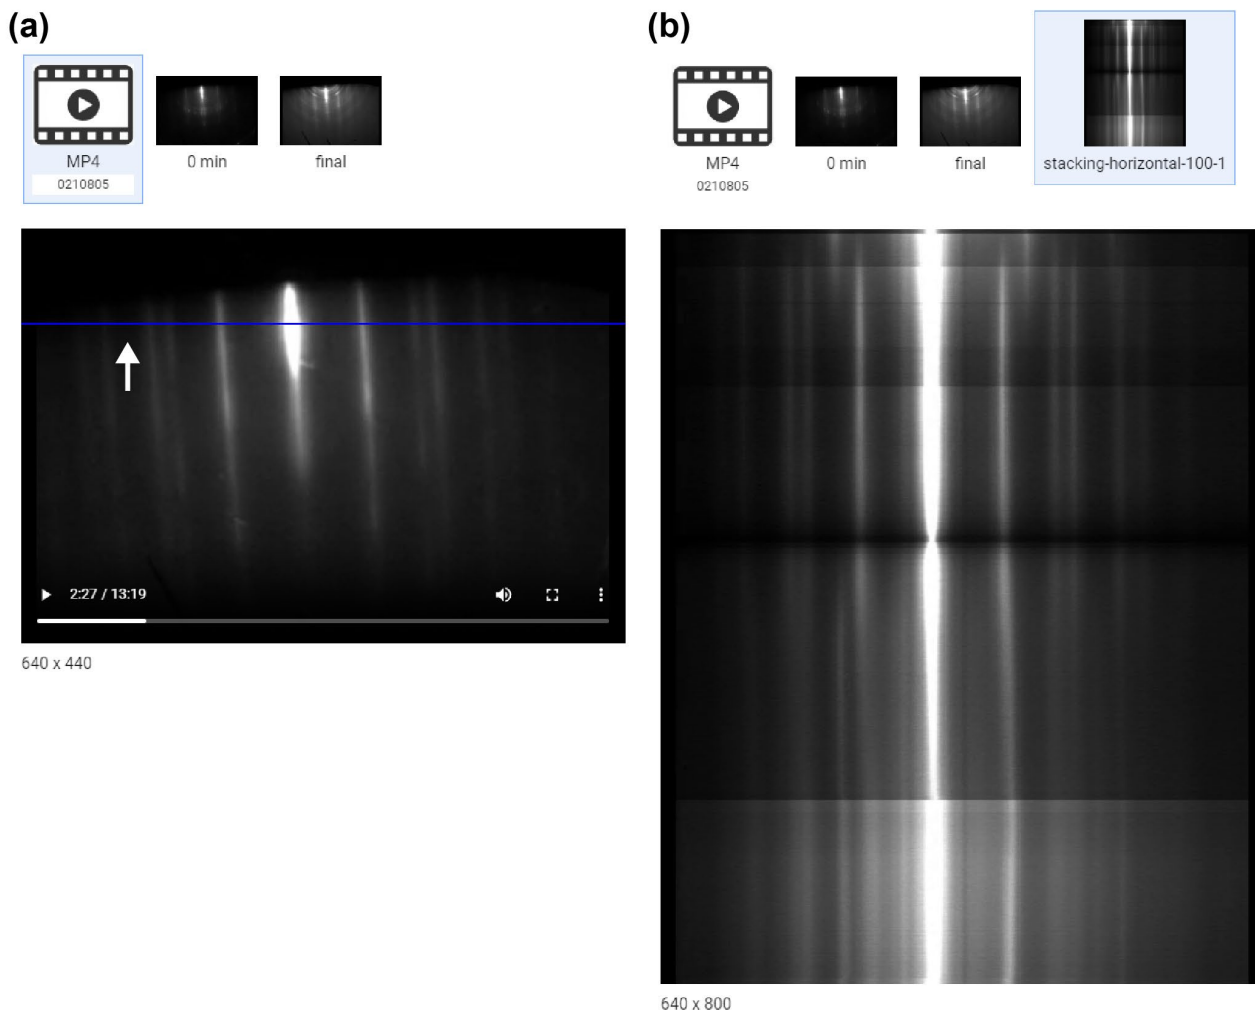 (a)
MP4
0210805
0 min
final
2:27 / 13:19
640 x 440
(b)
MP4
0210805
0 min
final
stacking-horizontal-100-1
640 x 800